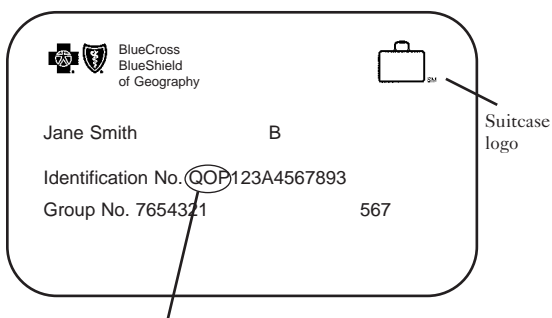 BlueCross
BlueShield
of Geography
SM
Jane Smith B
Suitcase
logo
Identification No. QOP123A4567893
Group No. 7654321 567